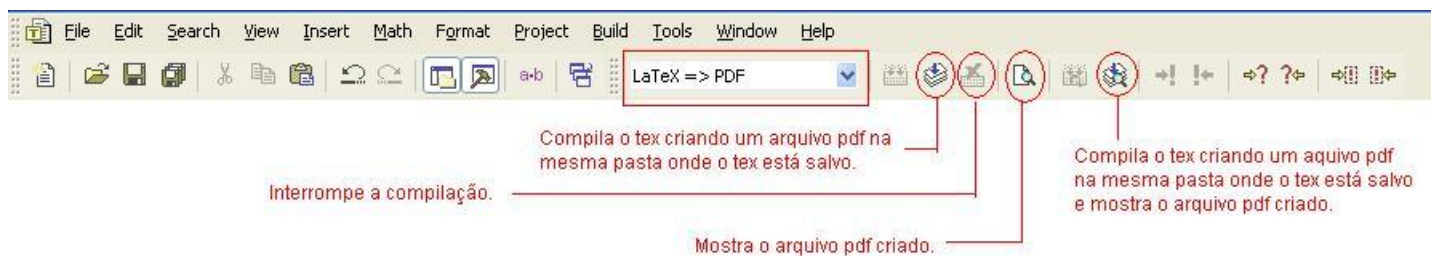 File Edit Search View Insert Math Format Project Build Tools Window Help
a-b LaTeX => PDF
Compila o tex criando um arquivo pdf na
mesma pasta onde o tex está salvo.
Interrompe a compilação.
Mostra o arquivo pdf criado.
Compila o tex criando um aquivo pdf
na mesma pasta onde o tex está salvo
e mostra o arquivo pdf criado.